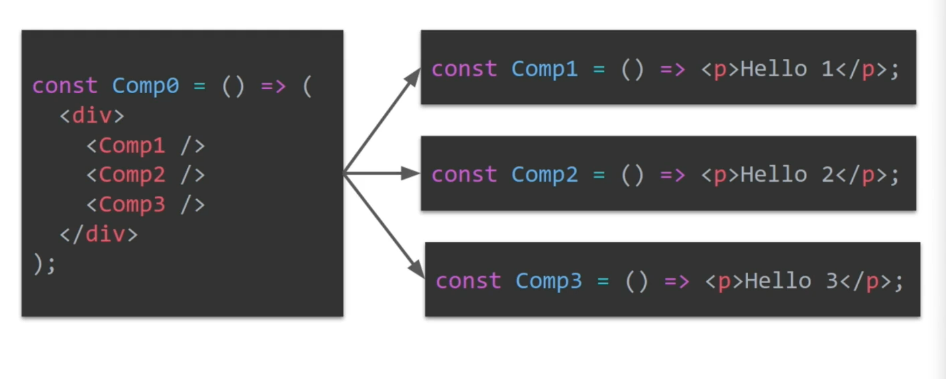 const Comp0 = () => (
  <div>
    <Comp1 />
    <Comp2 />
    <Comp3 />
  </div>
);
const Comp1 = () => <p>Hello 1</p>;
const Comp2 = () => <p>Hello 2</p>;
const Comp3 = () => <p>Hello 3</p>;